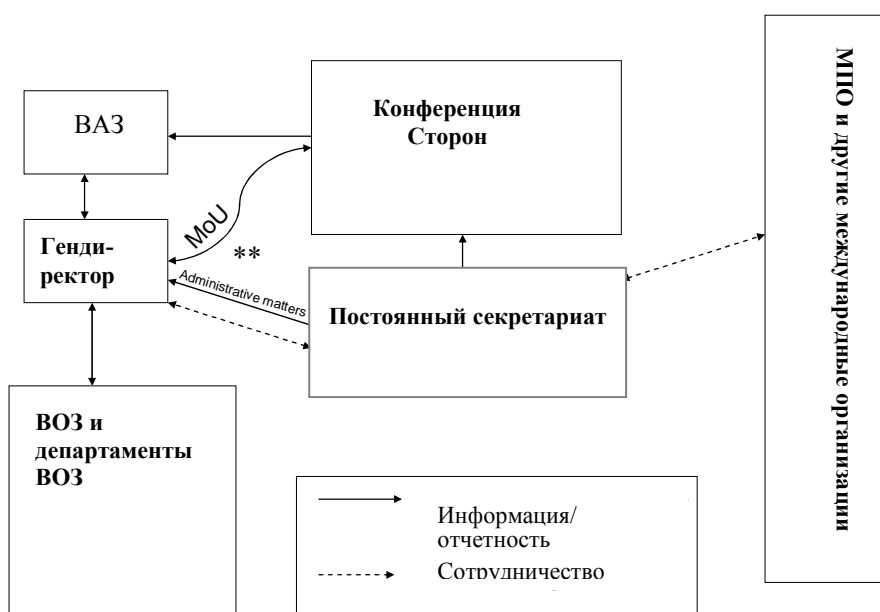 ВАЗ
Конференция
Сторон
МПО и другие международные организации
MoU
**
Генди-
ректор
Administrative matters
Постоянный секретариат
ВОЗ и
департаменты
ВОЗ
Информация/
отчетность
Сотрудничество